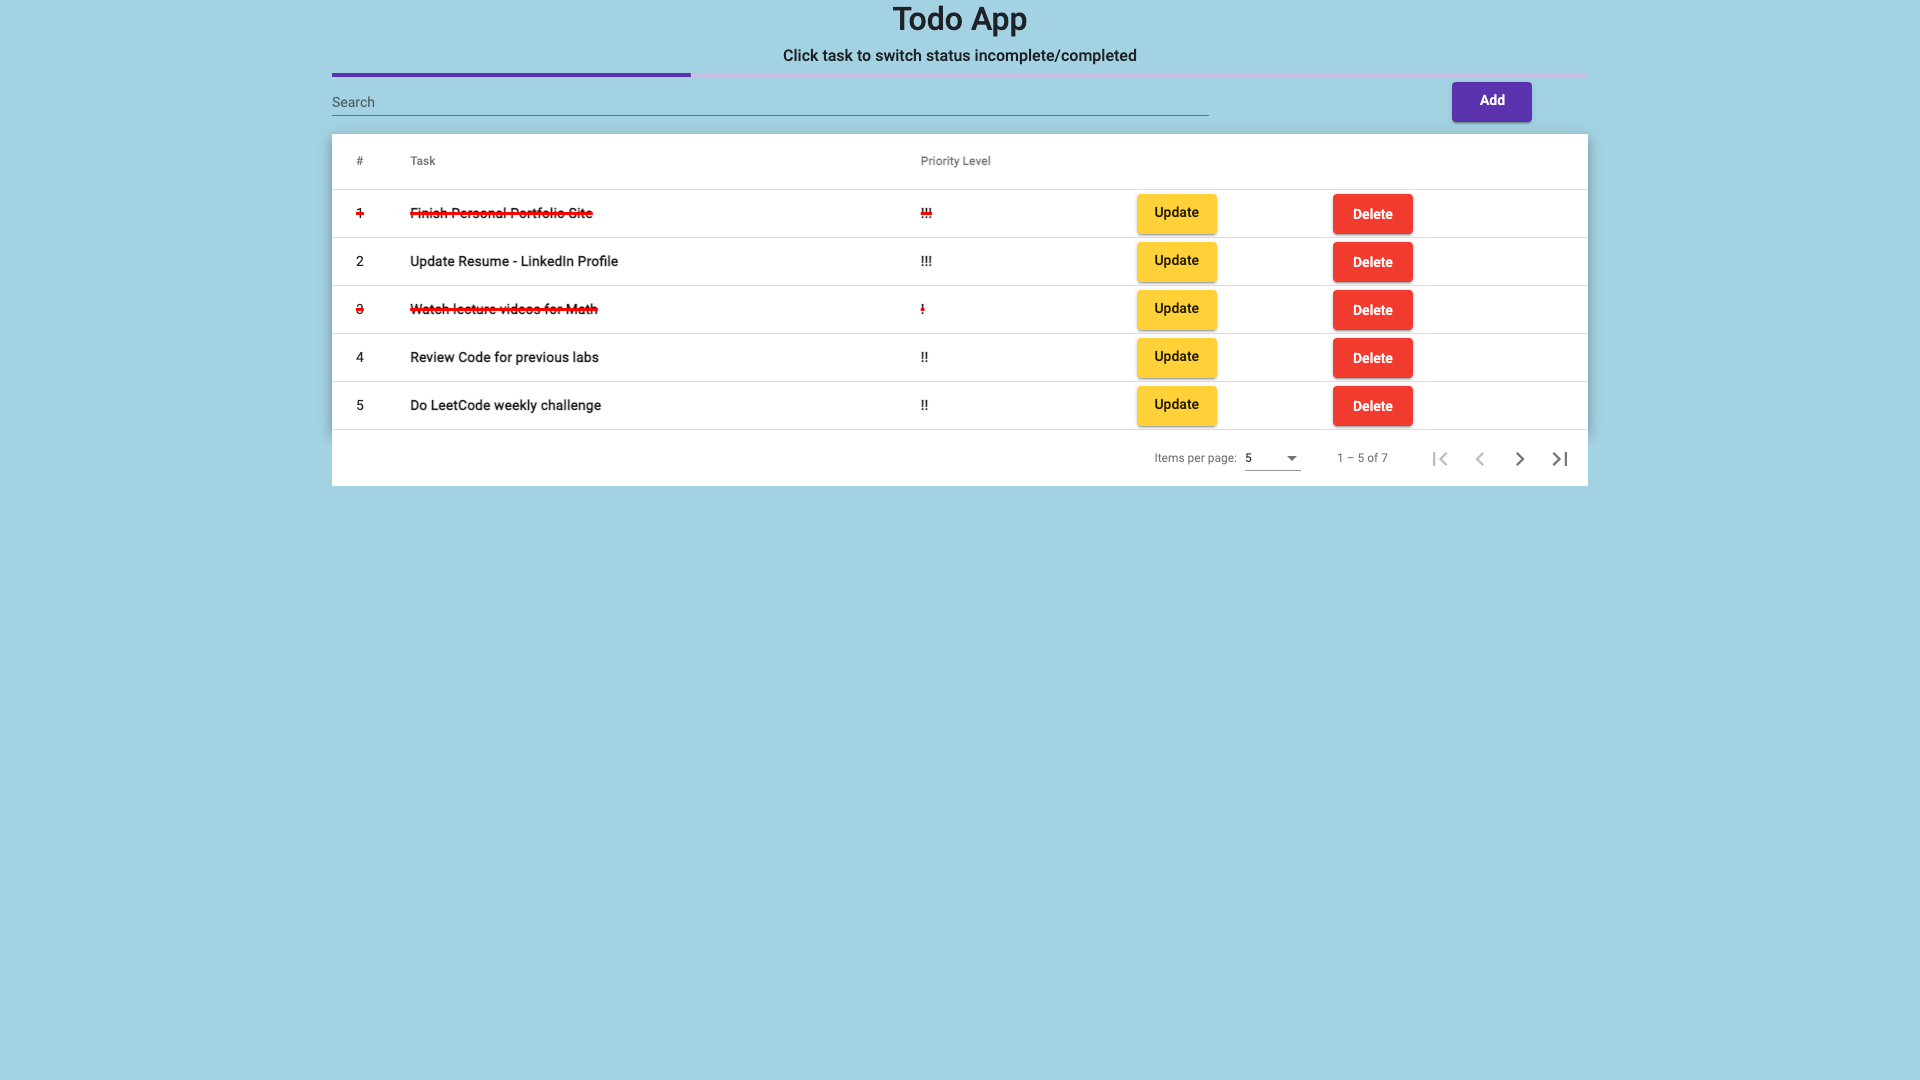 Todo App
Click task to switch status incomplete/completed
Search
Add
# Task Priority Level
1 Finish Personal Portfolio Site !!! Update Delete
2 Update Resume - LinkedIn Profile !!! Update Delete
3 Watch lecture videos for Math ! Update Delete
4 Review Code for previous labs !! Update Delete
5 Do LeetCode weekly challenge !! Update Delete
Items per page: 5 1 – 5 of 7